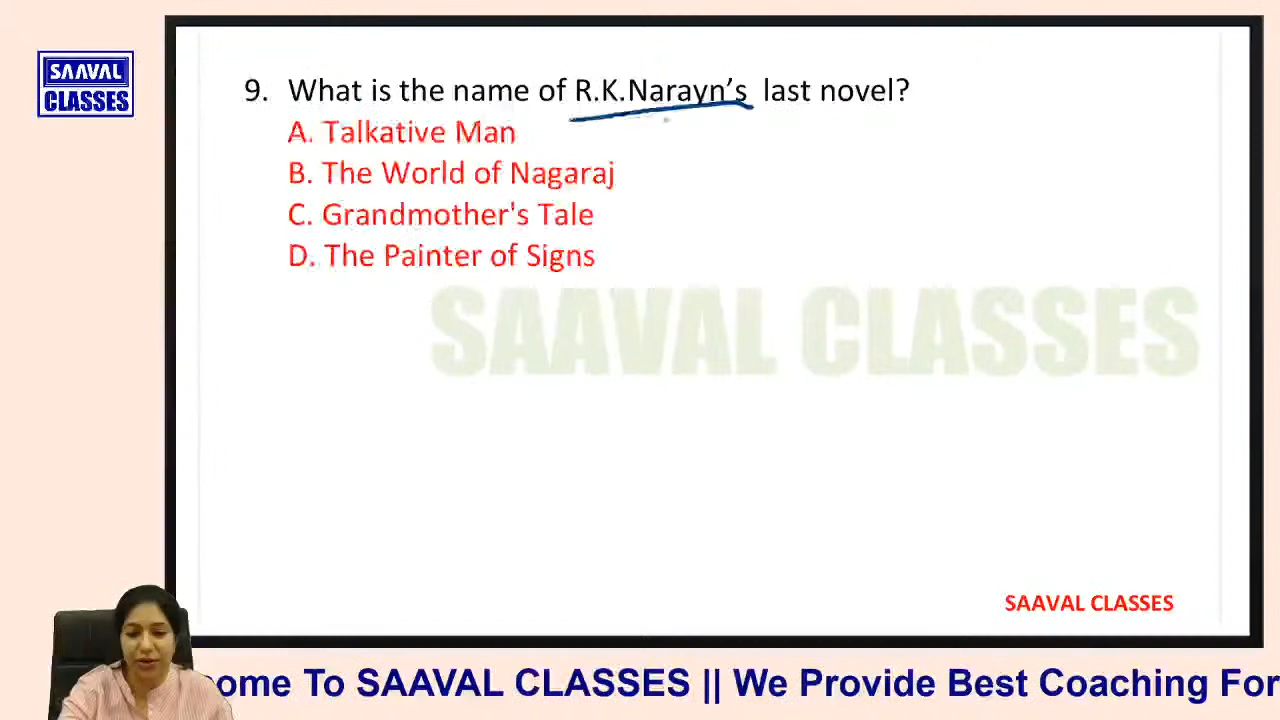 SAAVAL
CLASSES
9. What is the name of R.K.Narayn’s last novel?
A. Talkative Man
B. The World of Nagaraj
C. Grandmother's Tale
D. The Painter of Signs
SAAVAL CLASSES
SAAVAL CLASSES
ome To SAAVAL CLASSES || We Provide Best Coaching For